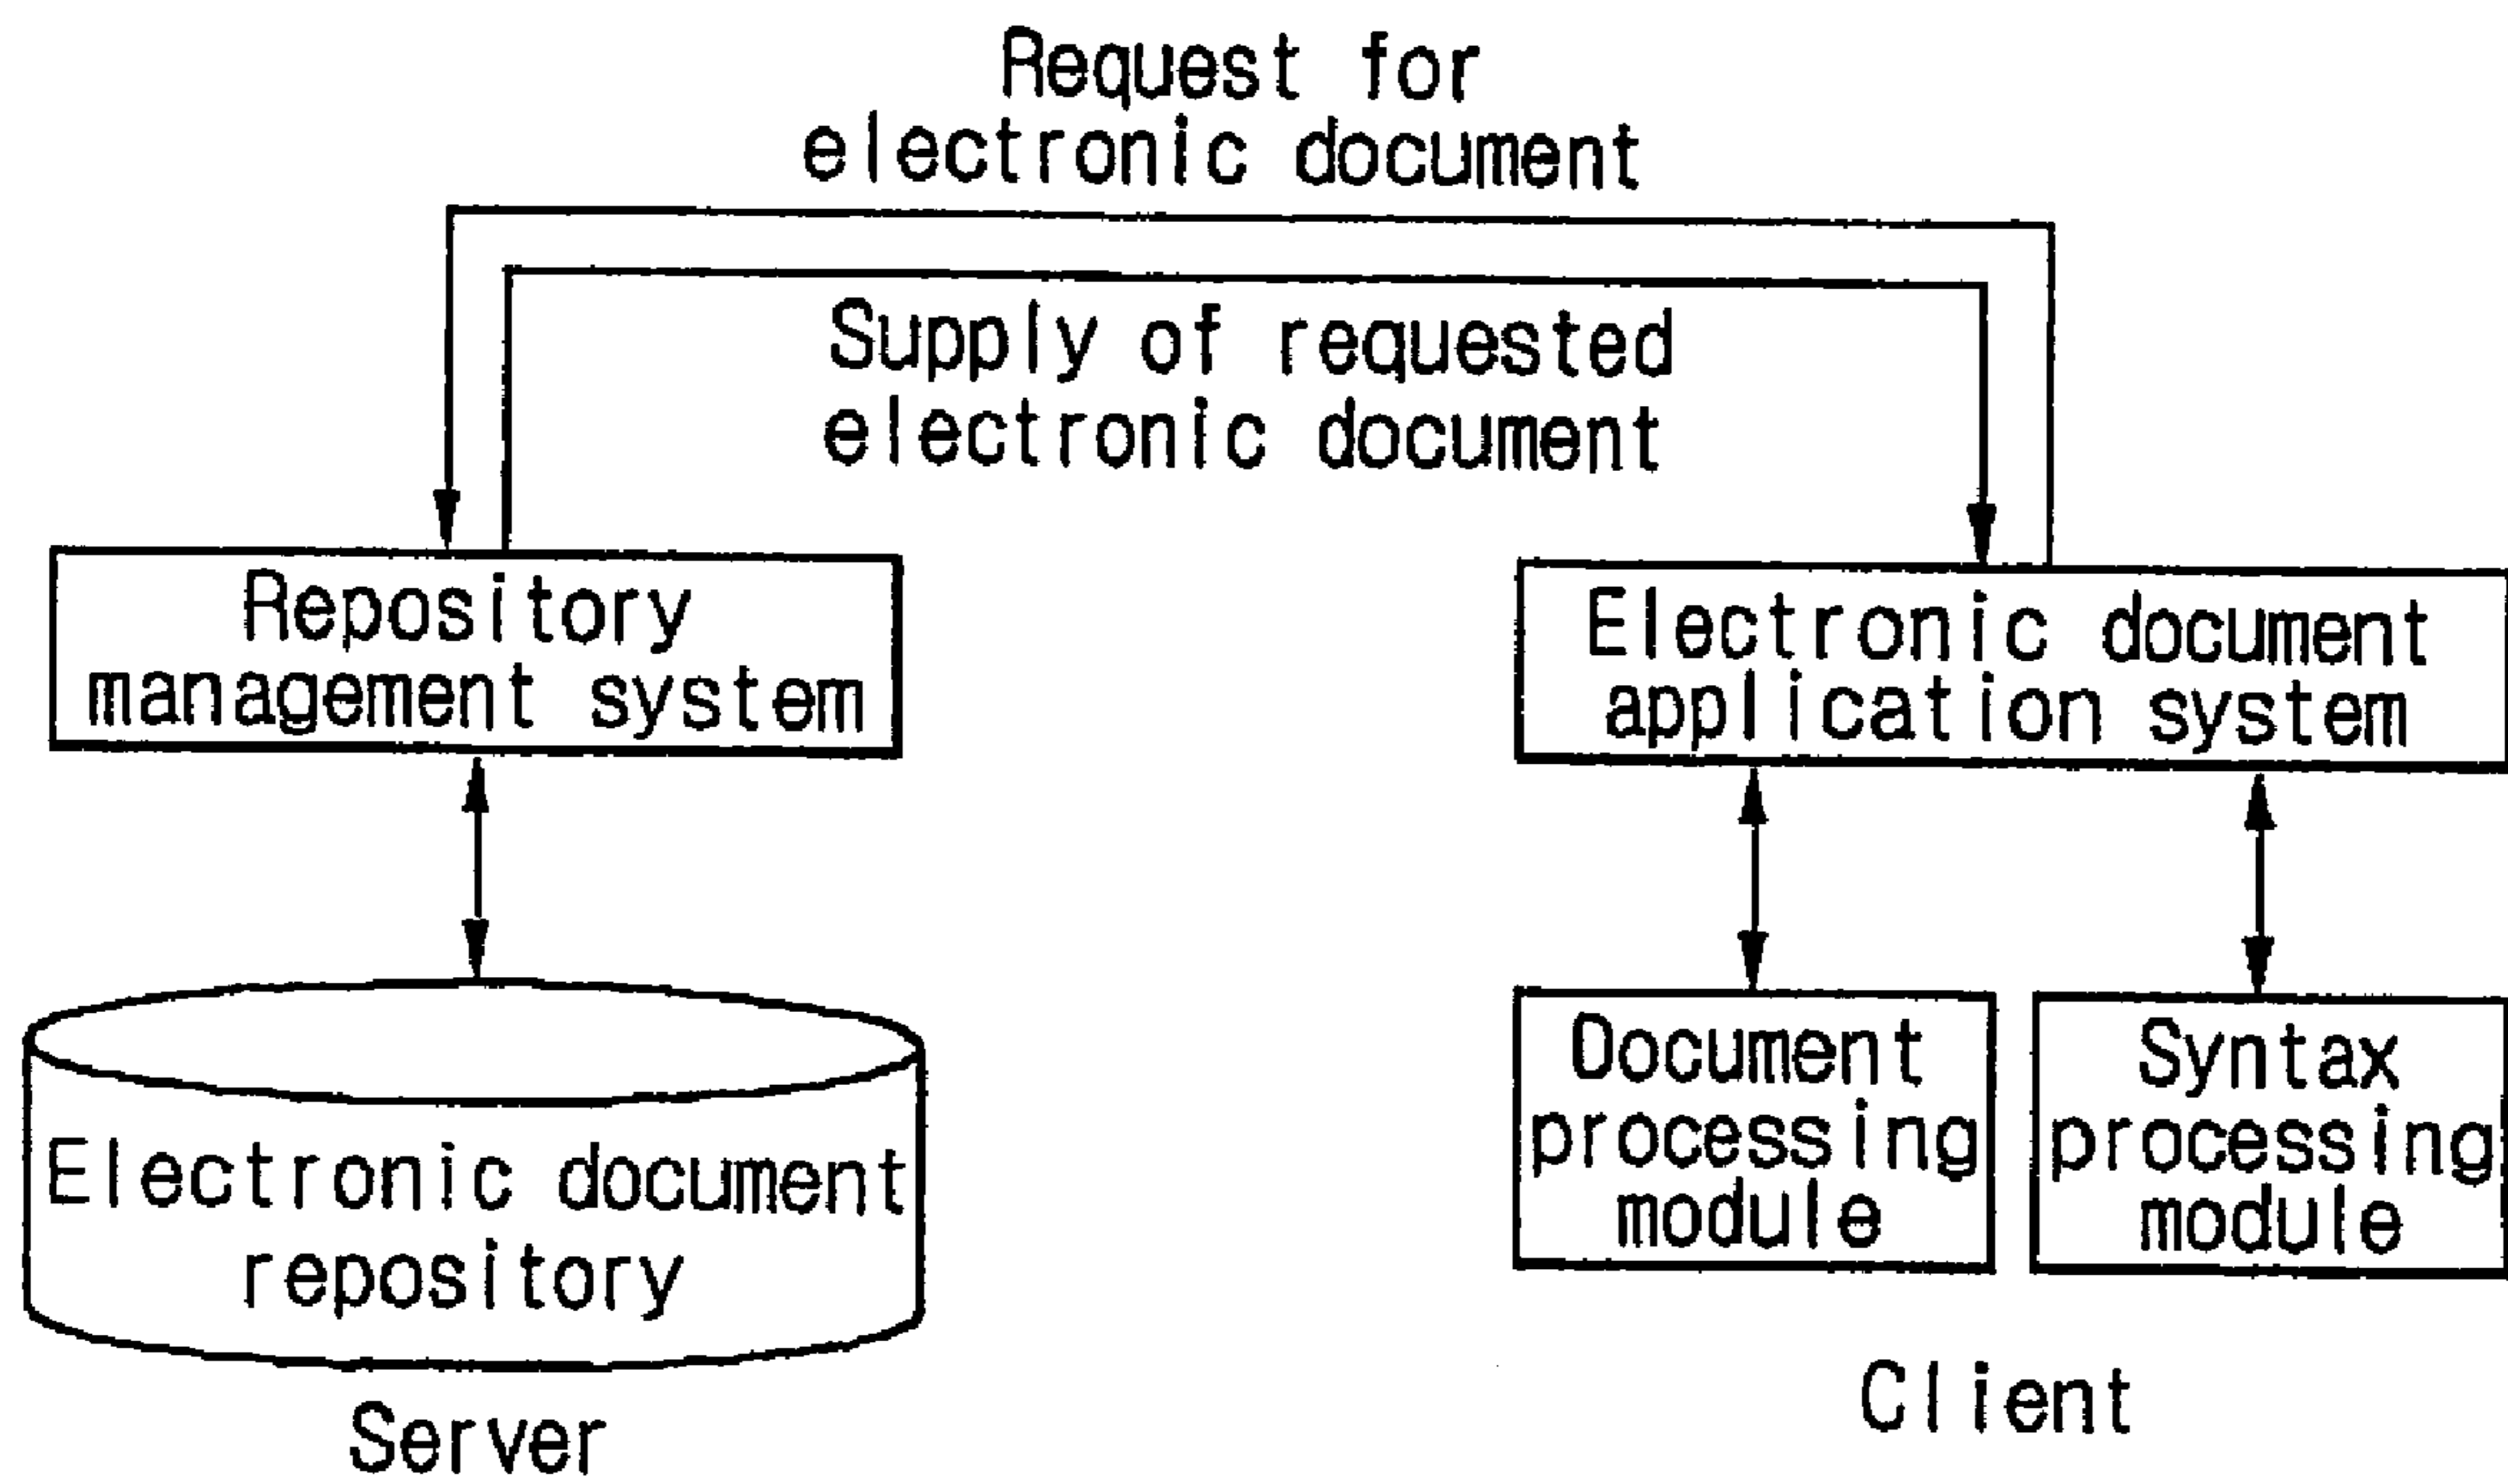 Request for
electronic document
Supply of requested
electronic document
Repository
management system
Electronic document
application system
Electronic document
repository
Document
processing
module
Syntax
processing
module
Server
Client